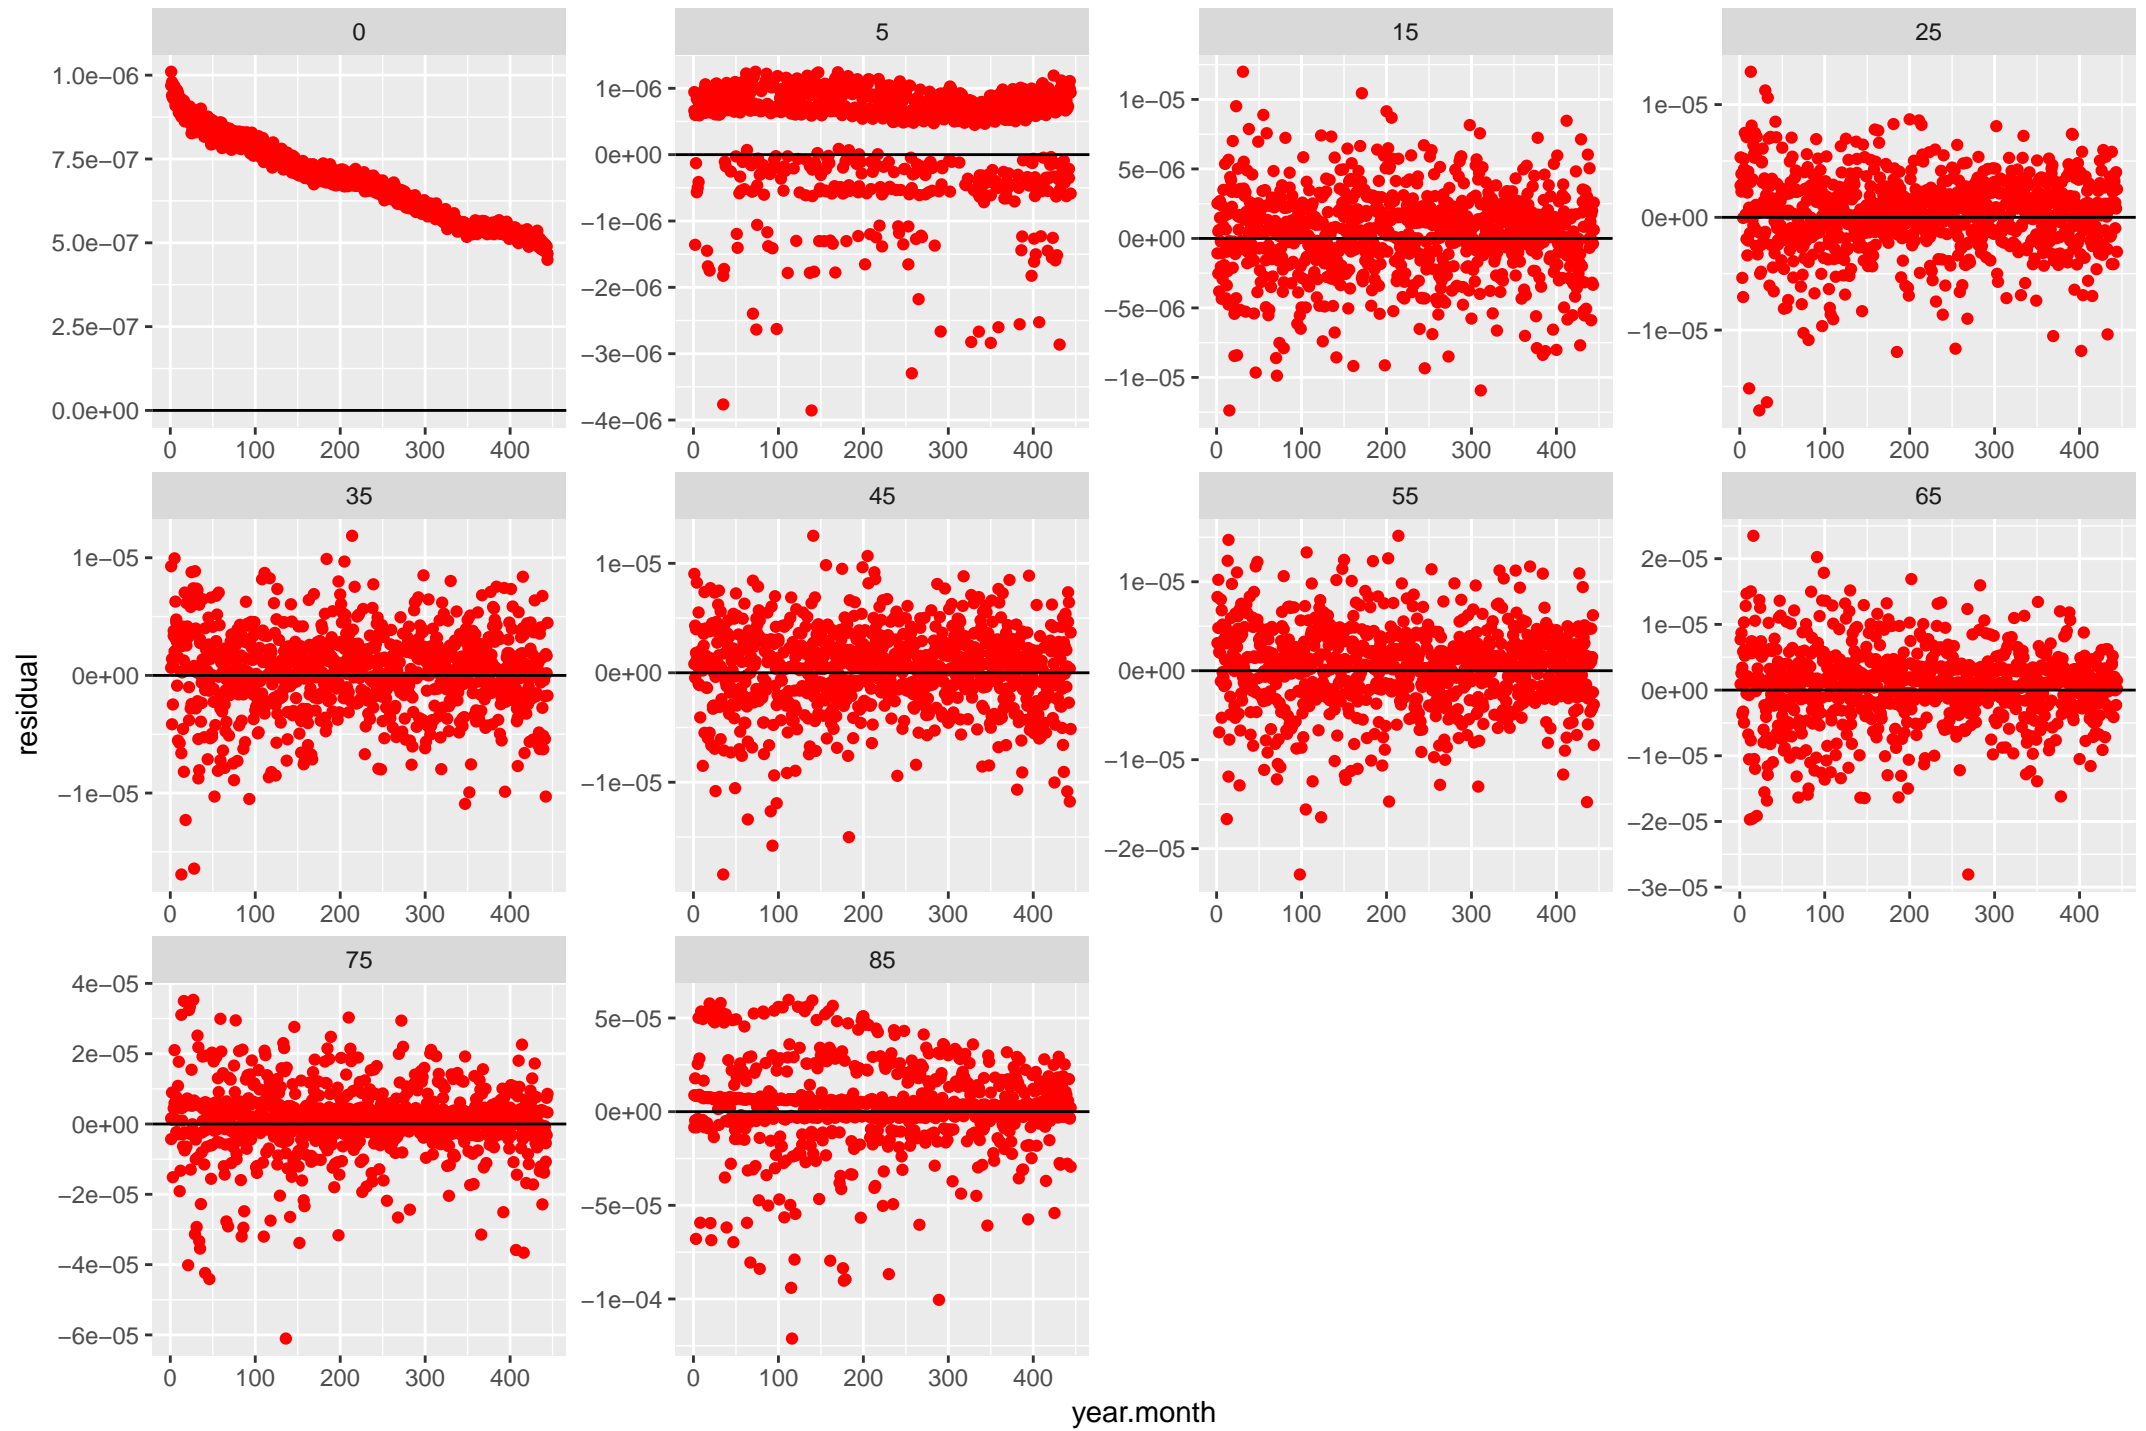 0
5
15
25
1.0e−06
7.5e−07
5.0e−07
2.5e−07
0.0e+00
1e−06
0e+00
−1e−06
−2e−06
−3e−06
−4e−06
1e−05
5e−06
0e+00
−5e−06
−1e−05
1e−05
0e+00
−1e−05
0 100 200 300 400
0 100 200 300 400
0 100 200 300 400
0 100 200 300 400
35
45
55
65
1e−05
0e+00
−1e−05
1e−05
0e+00
−1e−05
1e−05
0e+00
−1e−05
−2e−05
2e−05
1e−05
0e+00
−1e−05
−2e−05
−3e−05
0 100 200 300 400
0 100 200 300 400
0 100 200 300 400
0 100 200 300 400
75
85
4e−05
2e−05
0e+00
−2e−05
−4e−05
−6e−05
5e−05
0e+00
−5e−05
−1e−04
0 100 200 300 400
0 100 200 300 400
residual
year.month